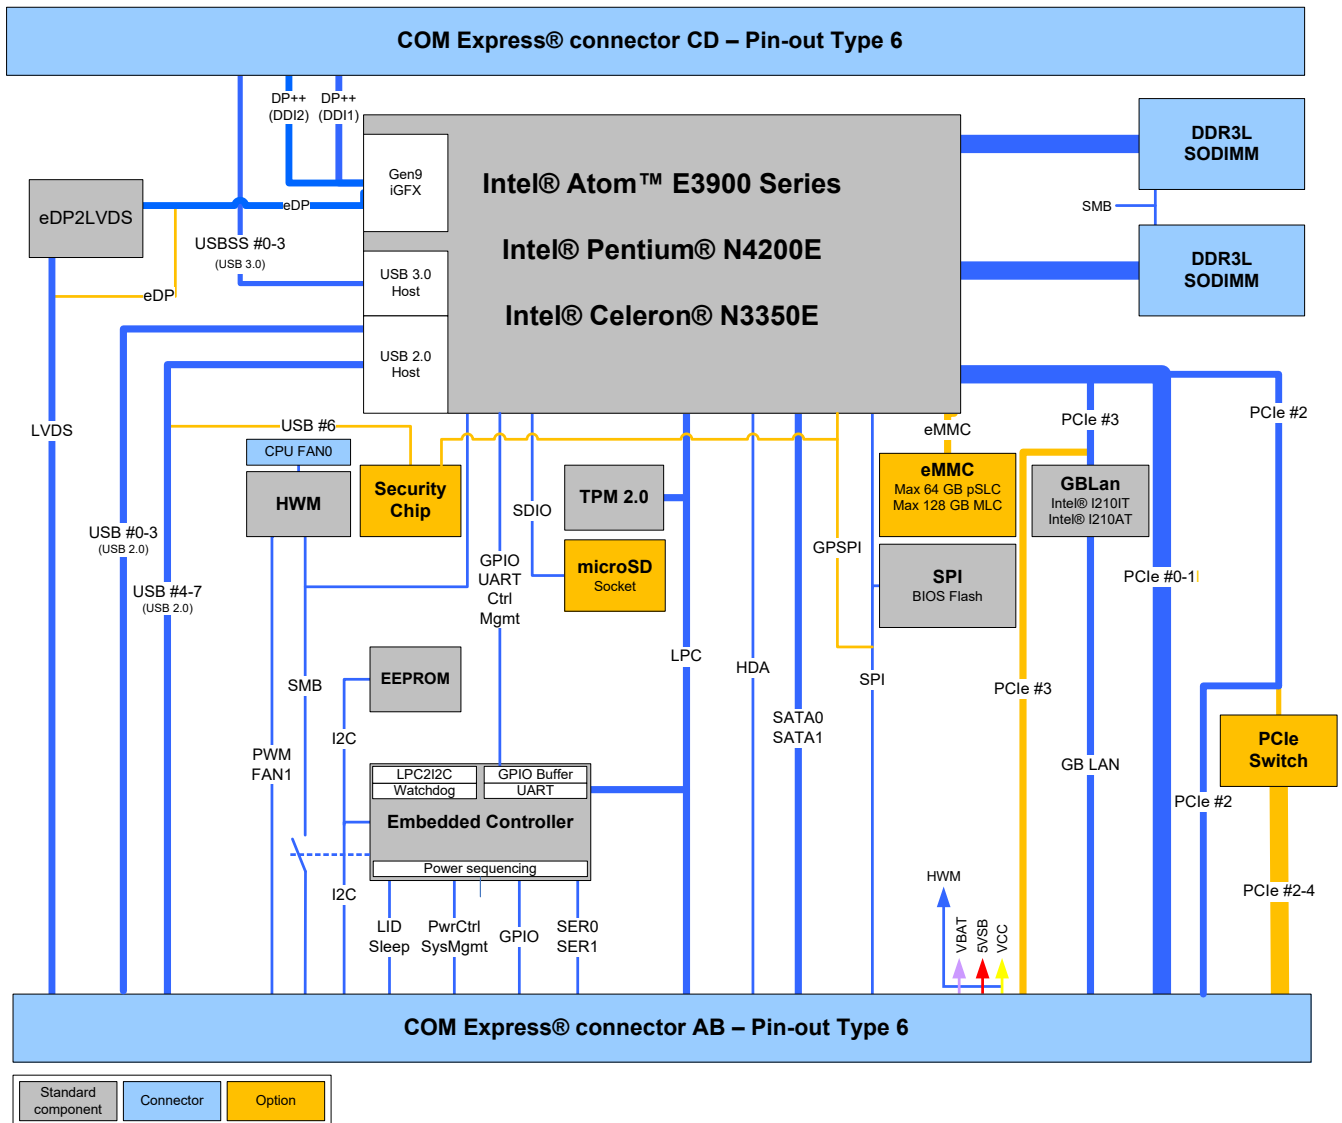 COM Express® connector CD – Pin-out Type 6
DP++
(DDI2)
DP++
(DDI1)
Gen9
iGFX
Intel® Atom™ E3900 Series
Intel® Pentium® N4200E
Intel® Celeron® N3350E
DDR3L
SODIMM
SMB
DDR3L
SODIMM
eDP2LVDS
eDP
USBSS #0-3
(USB 3.0)
eDP
USB 3.0
Host
USB 2.0
Host
LVDS
USB #6
CPU FAN0
HWM
Security
Chip
SDIO
TPM 2.0
microSD
Socket
eMMC
eMMC
Max 64 GB pSLC
Max 128 GB MLC
PCIe #3
PCIe #2
GBLan
Intel® I210IT
Intel® I210AT
USB #0-3
(USB 2.0)
USB #4-7
(USB 2.0)
GPIO
UART
Ctrl
Mgmt
GPSPI
SPI
BIOS Flash
PCIe #0-1
EEPROM
SMB
I2C
LPC
HDA
SPI
PCIe #3
SATA0
SATA1
PWM
FAN1
GB LAN
PCIe
Switch
PCIe #2
LPC2I2C
GPIO Buffer
Watchdog
UART
Embedded Controller
Power sequencing
I2C
LID
Sleep
PwrCtrl
SysMgmt
GPIO
SER0
SER1
HWM
VBAT
5VSB
VCC
PCIe #2-4
COM Express® connector AB – Pin-out Type 6
Standard
component
Connector
Option